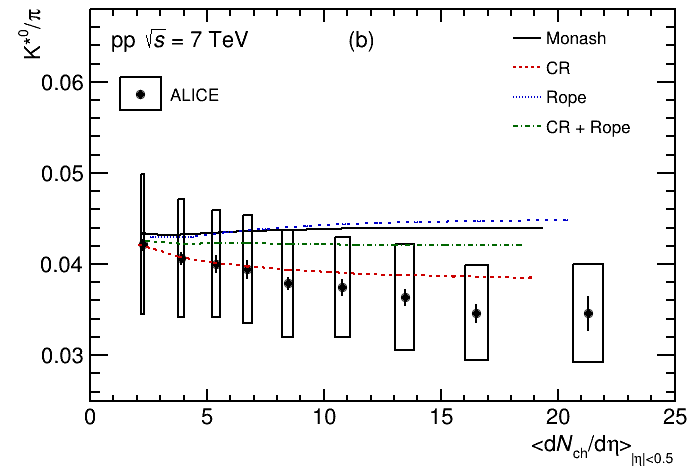 K*⁰/π
pp √s = 7 TeV
(b)
ALICE
Monash
CR
Rope
CR + Rope
0.06
0.05
0.04
0.03
0 5 10 15 20 25
<dN_ch/dη>_|η|<0.5